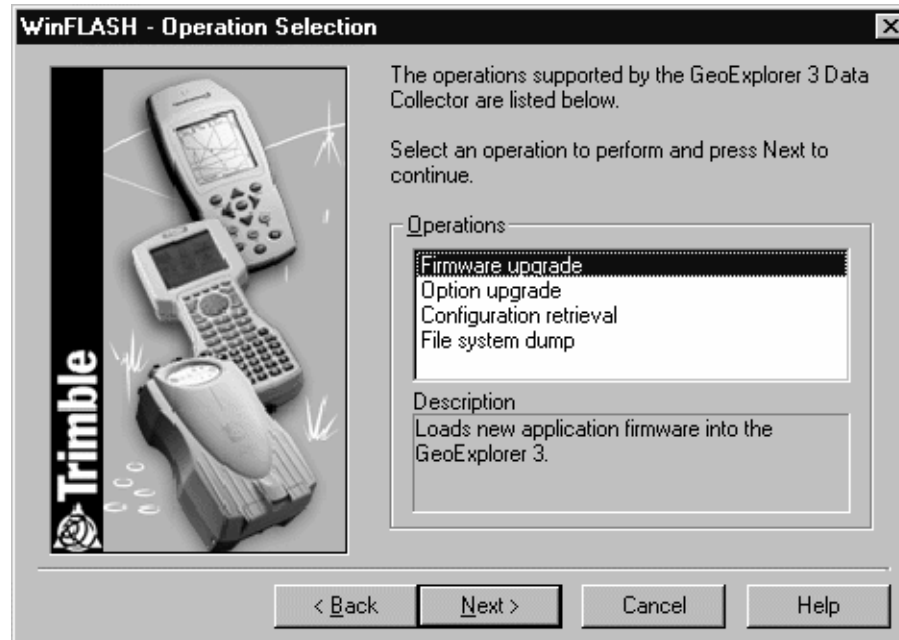 WinFLASH - Operation Selection
Trimble
The operations supported by the GeoExplorer 3 Data
Collector are listed below.
Select an operation to perform and press Next to
continue.
Operations
Firmware upgrade
Option upgrade
Configuration retrieval
File system dump
Description
Loads new application firmware into the
GeoExplorer 3.
< Back
Next >
Cancel
Help